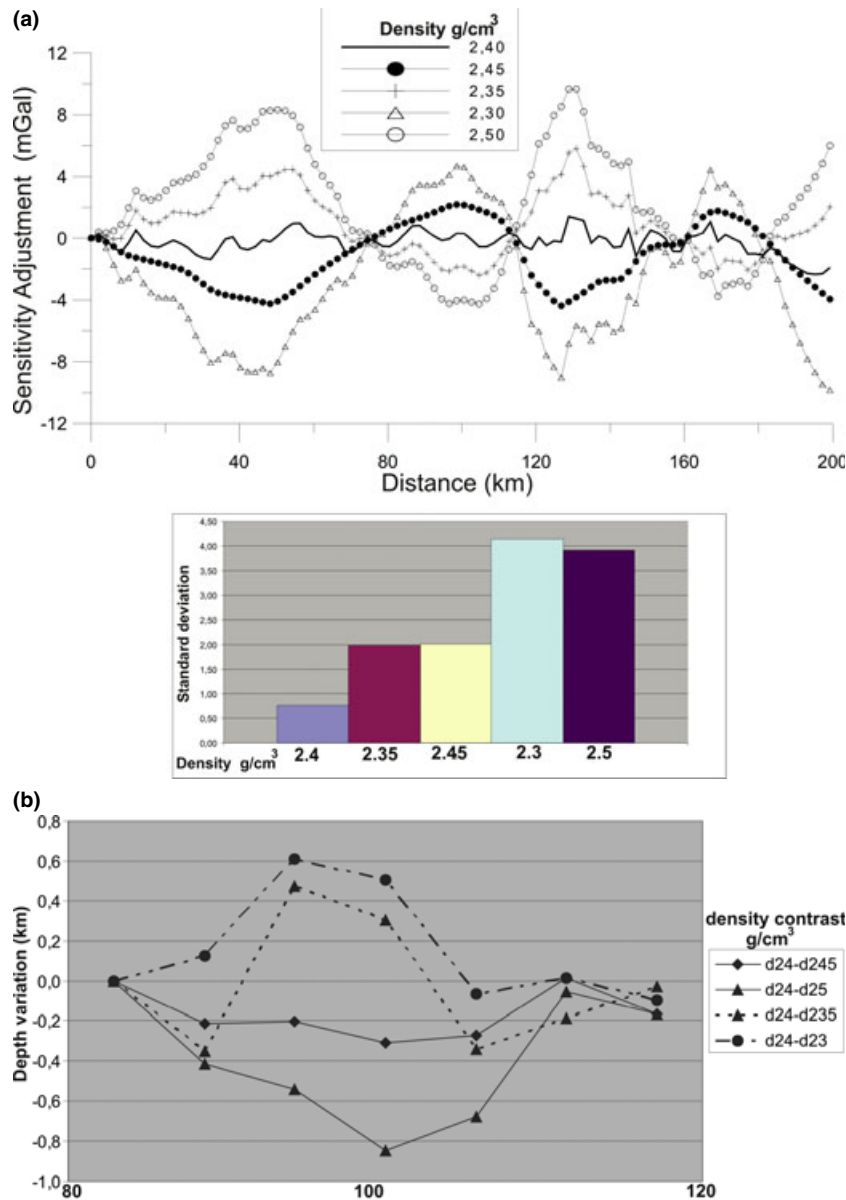 (a)
Density g/cm3
2,40
2,45
2,35
2,30
2,50
12
8
4
0
-4
-8
-12
Sensitivity Adjustment (mGal)
0 40 80 120 160 200
Distance (km)
4,50
4,00
3,50
3,00
2,50
2,00
1,50
1,00
0,50
0,00
Standard deviation
Density g/cm3 2.4 2.35 2.45 2.3 2.5
(b)
0,8
0,6
0,4
0,2
0,0
-0,2
-0,4
-0,6
-0,8
-1,0
Depth variation (km)
80 100 120
density contrast
g/cm3
d24-d245
d24-d25
d24-d235
d24-d23